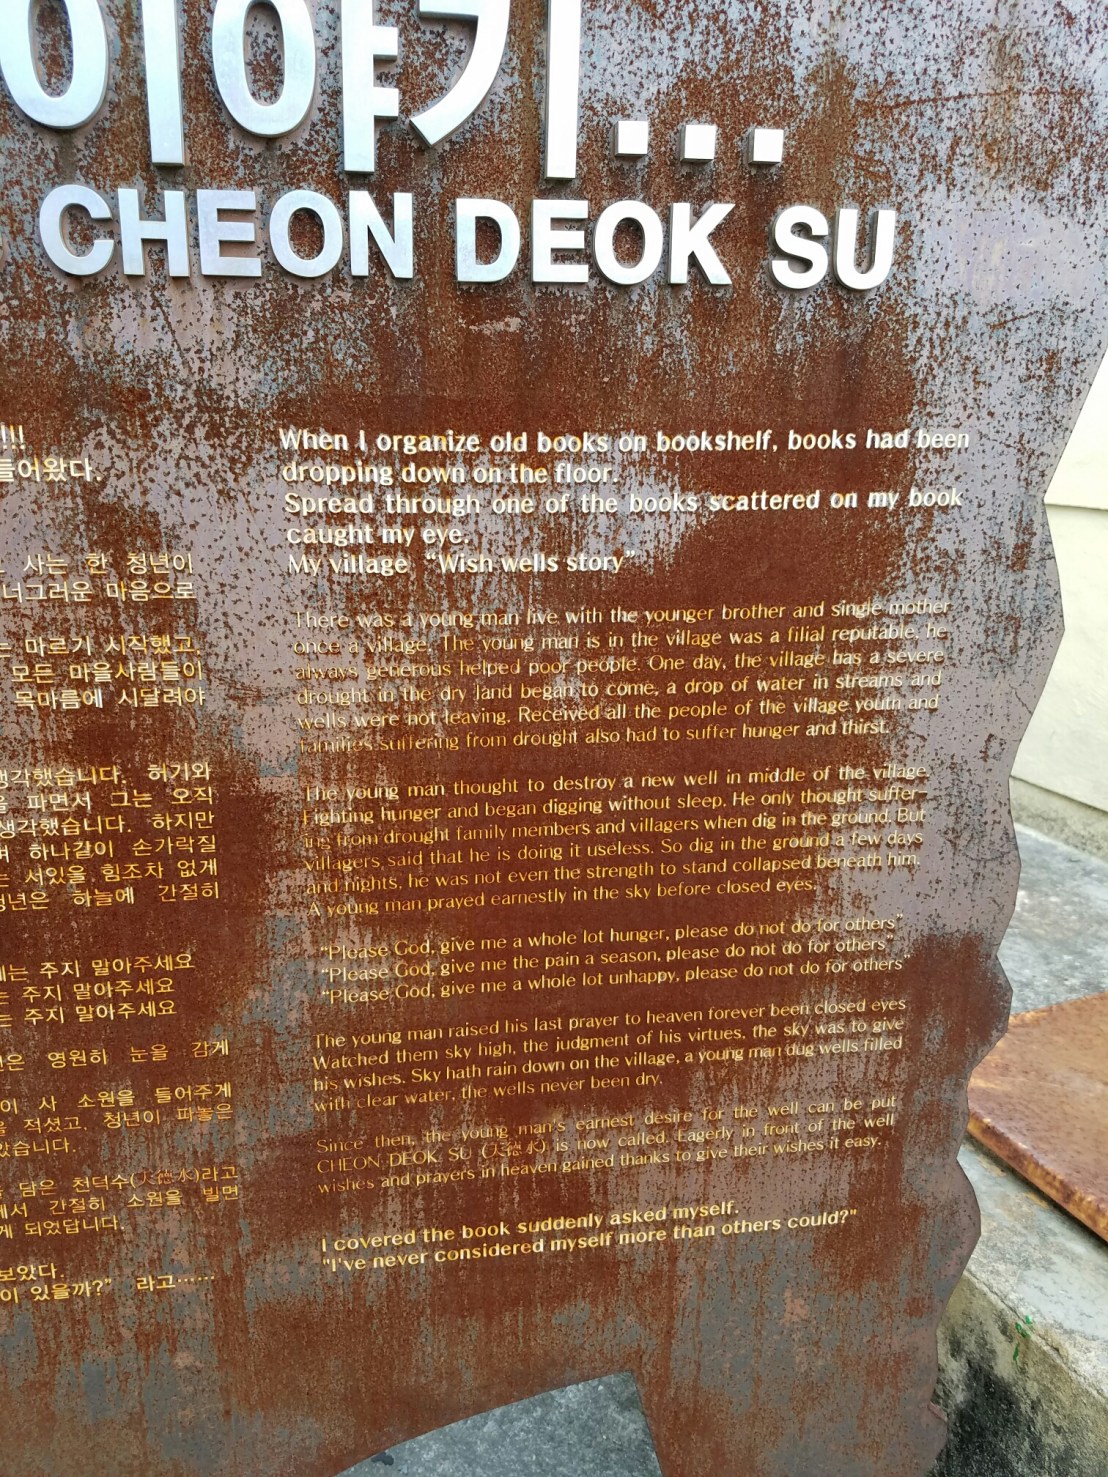 이야기...
CHEON DEOK SU
!!!
들어왔다.
사는 한 청년이
너그러운 마음으로
는 마르기 시작했고,
모든 마을사람들이
목마름에 시달려야
생각했습니다. 허기와
파면서 그는 오직
생각했습니다. 하지만
며 하나같이 손가락질
는 서있을 힘조차 없게
청년은 하늘에 간절히
에는 주지 말아주세요
는 주지 말아주세요
는 주지 말아주세요
은 영원히 눈을 감게
이 사 소원을 들어주게
적셨고, 청년이 파놓은
았습니다.
담은 천덕수(天德水)라고
에서 간절히 소원을 빌면
게 되었답니다.
보았다.
이 있을까?" 라고……
When I organize old books on bookshelf, books had been
dropping down on the floor.
Spread through one of the books scattered on my book
caught my eye.
My village "Wish wells story"
There was a young man live with the younger brother and single mother
once a village. The young man is in the village was a filial reputable, he
always generous helped poor people. One day, the village has a severe
drought in the dry land began to come, a drop of water in streams and
wells were not leaving. Received all the people of the village youth and
families suffering from drought also had to suffer hunger and thirst.
The young man thought to destroy a new well in middle of the village.
Fighting hunger and began digging without sleep. He only thought suffer-
ing from drought family members and villagers when dig in the ground. But
villagers said that he is doing it useless. So dig in the ground a few days
and nights, he was not even the strength to stand collapsed beneath him.
A young man prayed earnestly in the sky before closed eyes.
"Please God, give me a whole lot hunger, please do not do for others"
"Please God, give me the pain a season, please do not do for others"
"Please God, give me a whole lot unhappy, please do not do for others"
The young man raised his last prayer to heaven forever been closed eyes
Watched them sky high, the judgment of his virtues, the sky was to give
his wishes. Sky hath rain down on the village, a young man dug wells filled
with clear water, the wells never been dry.
Since then, the young man's earnest desire for the well can be put
CHEON DEOK SU (天德水) is now called. Eagerly in front of the well
wishes and prayers in heaven gained thanks to give their wishes it easy.
I covered the book suddenly asked myself.
"I've never considered myself more than others could?"